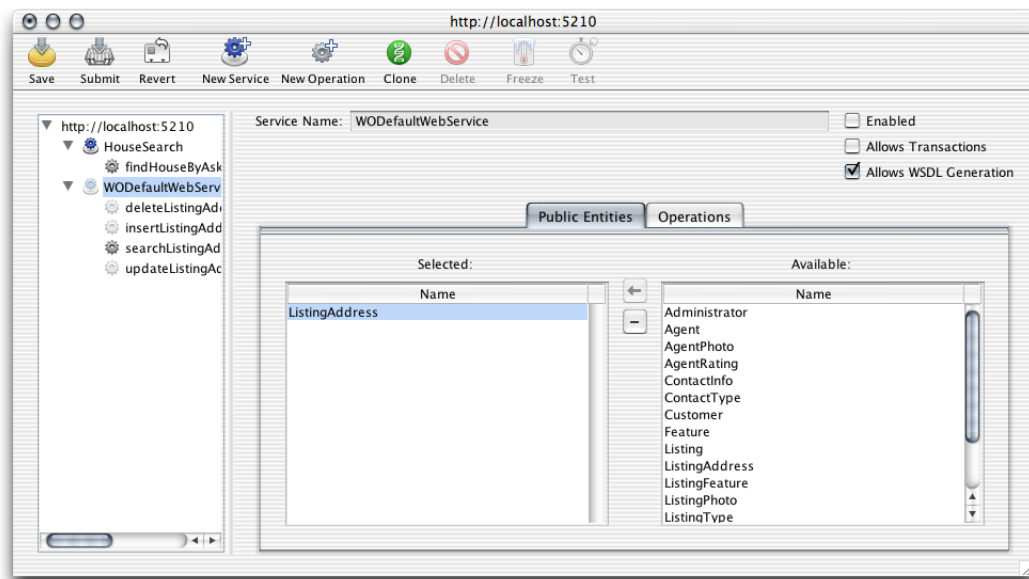 http://localhost:5210
Save Submit Revert New Service New Operation Clone Delete Freeze Test
http://localhost:5210
HouseSearch
findHouseByAsk
WODefaultWebServ
deleteListingAd
insertListingAdd
searchListingAd
updateListingAc
Service Name: WODefaultWebService
Enabled
Allows Transactions
Allows WSDL Generation
Public Entities Operations
Selected:
Name
ListingAddress
Available:
Name
Administrator
Agent
AgentPhoto
AgentRating
ContactInfo
ContactType
Customer
Feature
Listing
ListingAddress
ListingFeature
ListingPhoto
ListingType